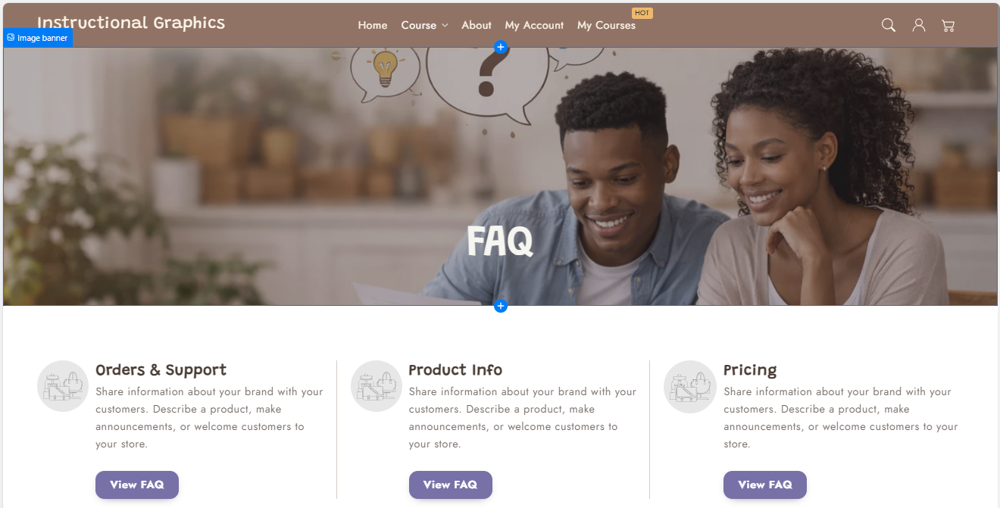 HOT
Instructional Graphics
Home Course About My Account My Courses
Image banner
?
FAQ
Orders & Support
Share information about your brand with your
customers. Describe a product, make
announcements, or welcome customers to
your store.
View FAQ
Product Info
Share information about your brand with your
customers. Describe a product, make
announcements, or welcome customers to
your store.
View FAQ
Pricing
Share information about your brand with your
customers. Describe a product, make
announcements, or welcome customers to your
store.
View FAQ